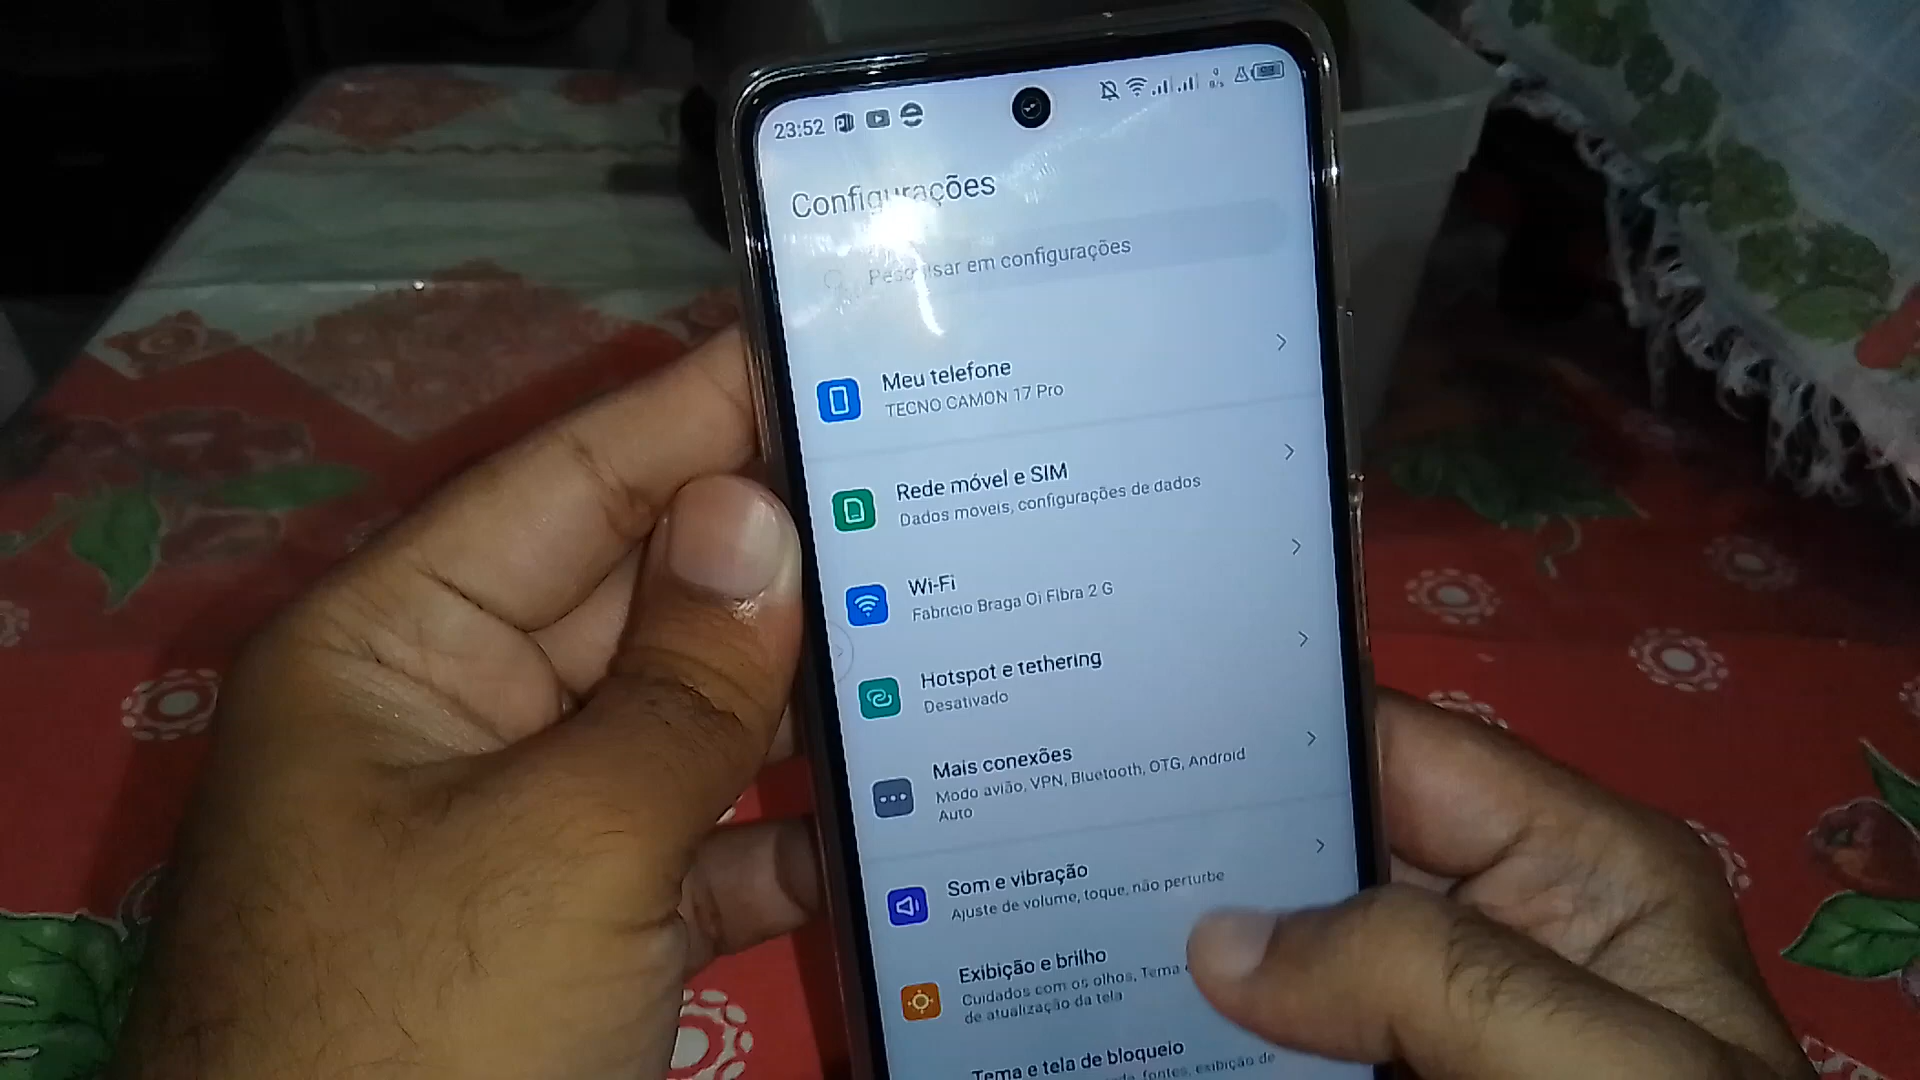 23:52
Configurações
Pesquisar em configurações
Meu telefone
TECNO CAMON 17 Pro
Rede móvel e SIM
Dados moveis, configurações de dados
Wi-Fi
Fabricio Braga Oi Fibra 2 G
Hotspot e tethering
Desativado
Mais conexões
Modo avião, VPN, Bluetooth, OTG, Android
Auto
Som e vibração
Ajuste de volume, toque, não perturbe
Exibição e brilho
Cuidados com os olhos, Tema
de atualização da tela
Tema e tela de bloqueio
fontes, exibição de